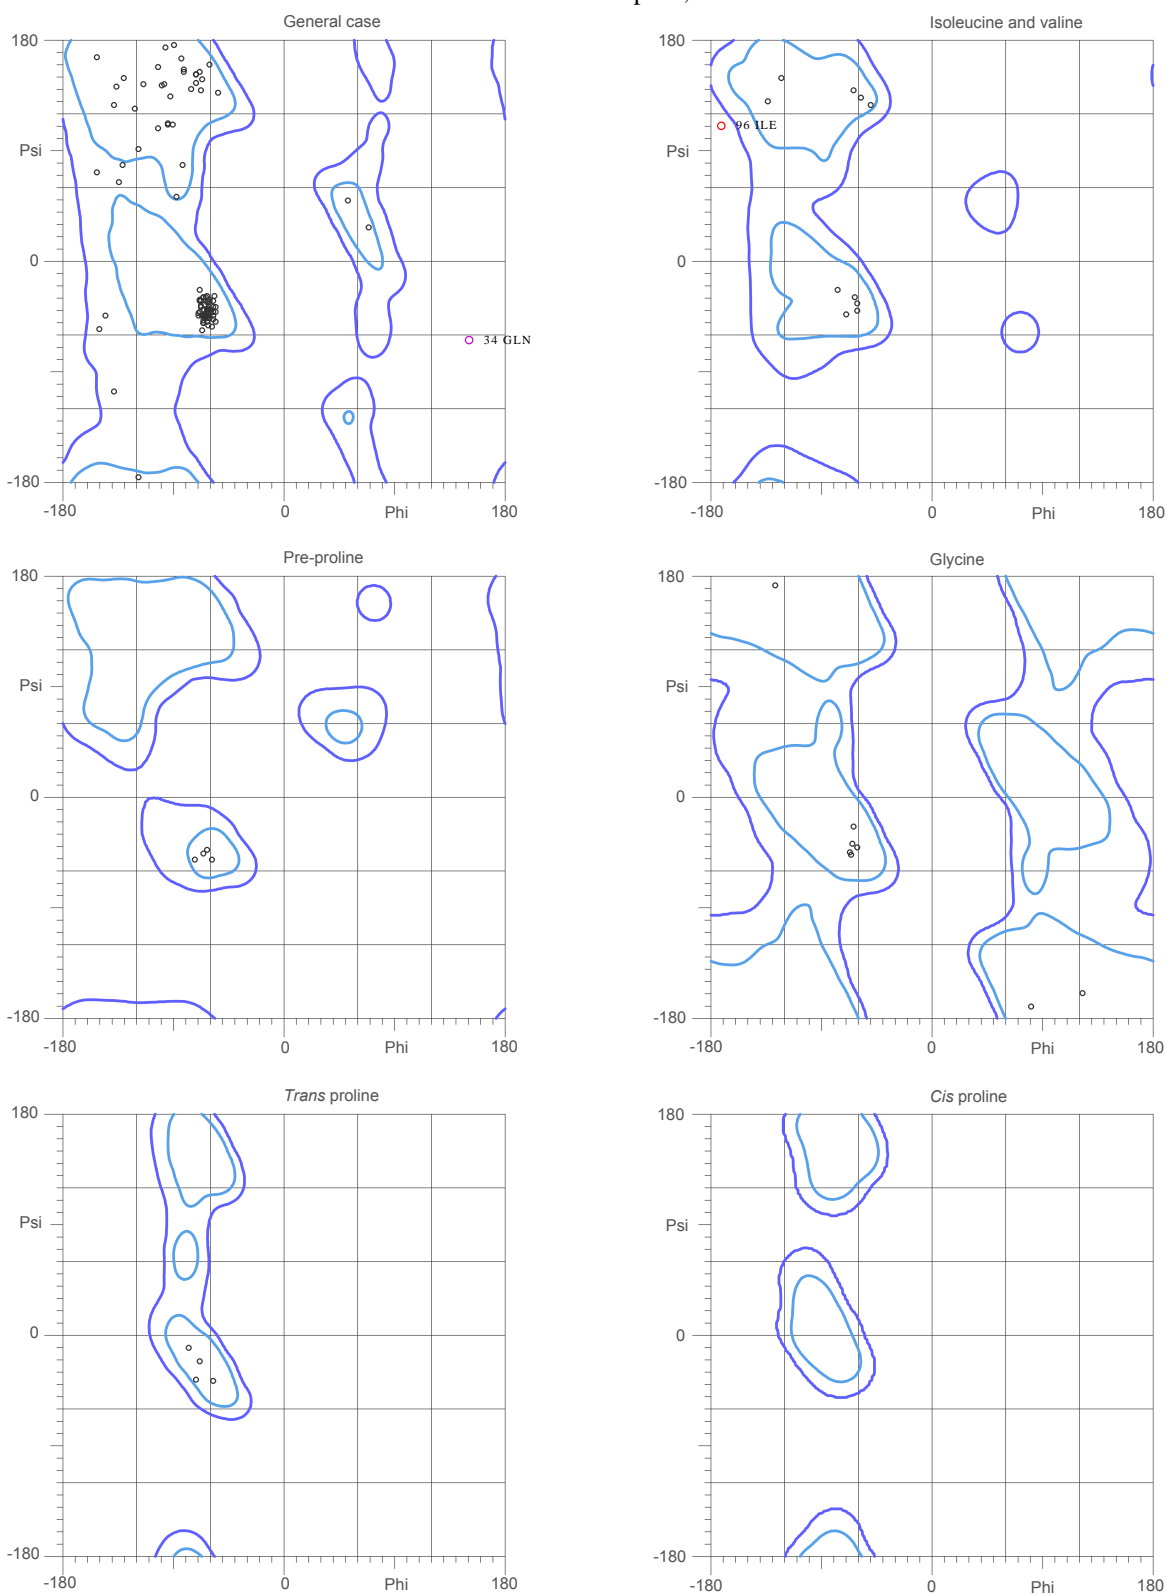 General case
Isoleucine and valine
180
Psi
0
-180
-180
0
Phi
180
34 GLN
180
Psi
0
-180
-180
0
Phi
180
96 ILE
Pre-proline
Glycine
180
Psi
0
-180
-180
0
Phi
180
180
Psi
0
-180
-180
0
Phi
180
Trans proline
Cis proline
180
Psi
0
-180
-180
0
Phi
180
180
Psi
0
-180
-180
0
Phi
180